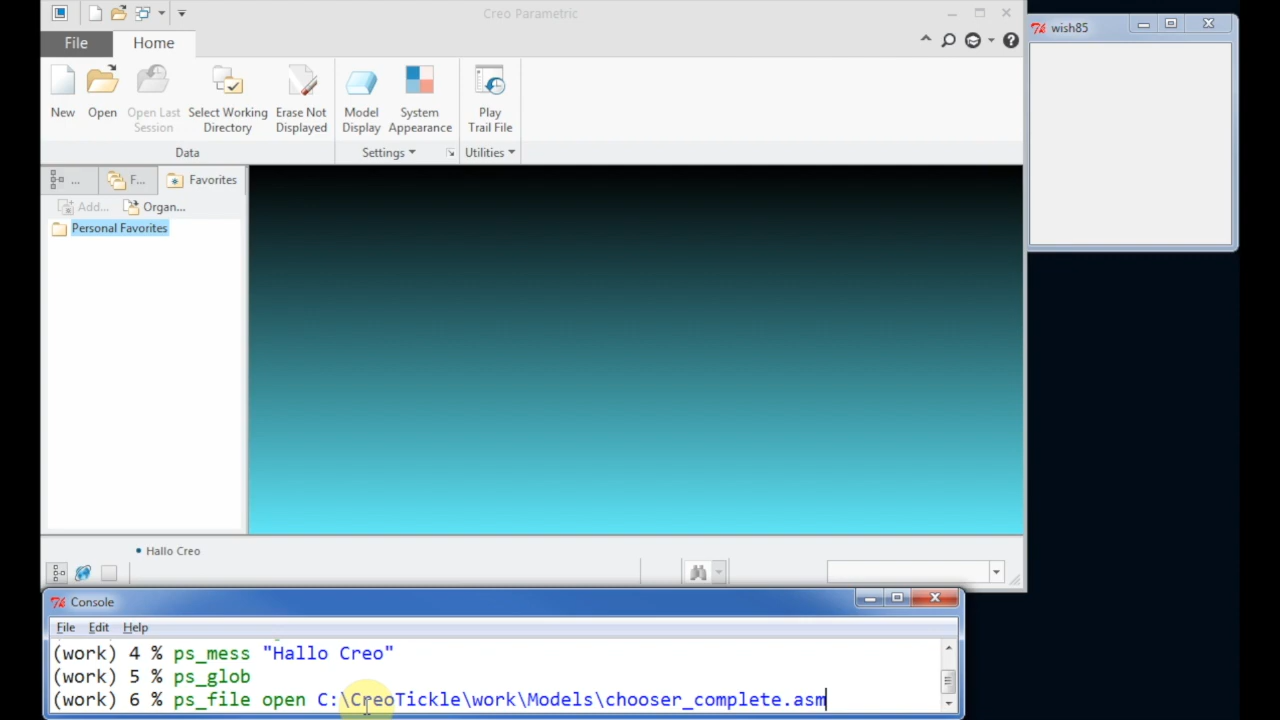 Creo Parametric
wish85
File
Home
New
Open
Open Last Session
Select Working Directory
Erase Not Displayed
Model Display
System Appearance
Play Trail File
Data
Settings
Utilities
...
F...
Favorites
Add...
Organ...
Personal Favorites
Hallo Creo
Console
File Edit Help
(work) 4 % ps_mess "Hallo Creo"
(work) 5 % ps_glob
(work) 6 % ps_file open C:\CreoTickle\work\Models\chooser_complete.asm